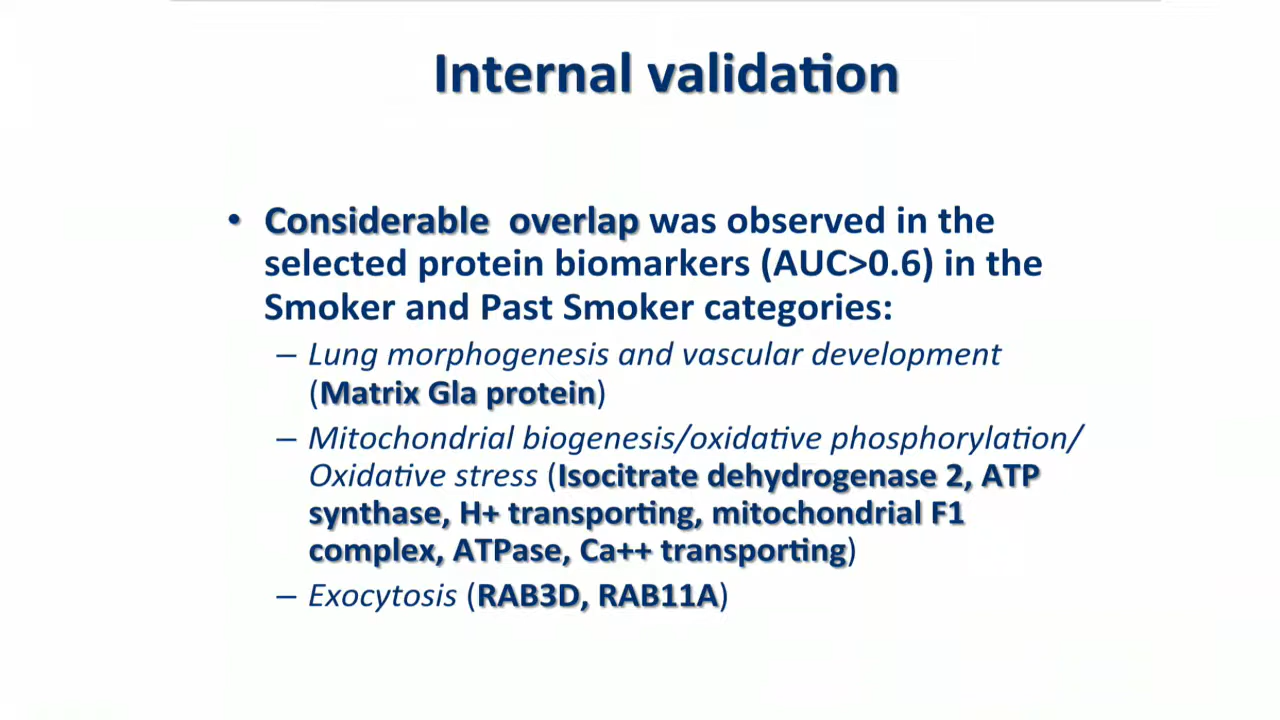 Internal validation
• Considerable overlap was observed in the
selected protein biomarkers (AUC>0.6) in the
Smoker and Past Smoker categories:
– Lung morphogenesis and vascular development
(Matrix Gla protein)
– Mitochondrial biogenesis/oxidative phosphorylation/
Oxidative stress (Isocitrate dehydrogenase 2, ATP
synthase, H+ transporting, mitochondrial F1
complex, ATPase, Ca++ transporting)
– Exocytosis (RAB3D, RAB11A)